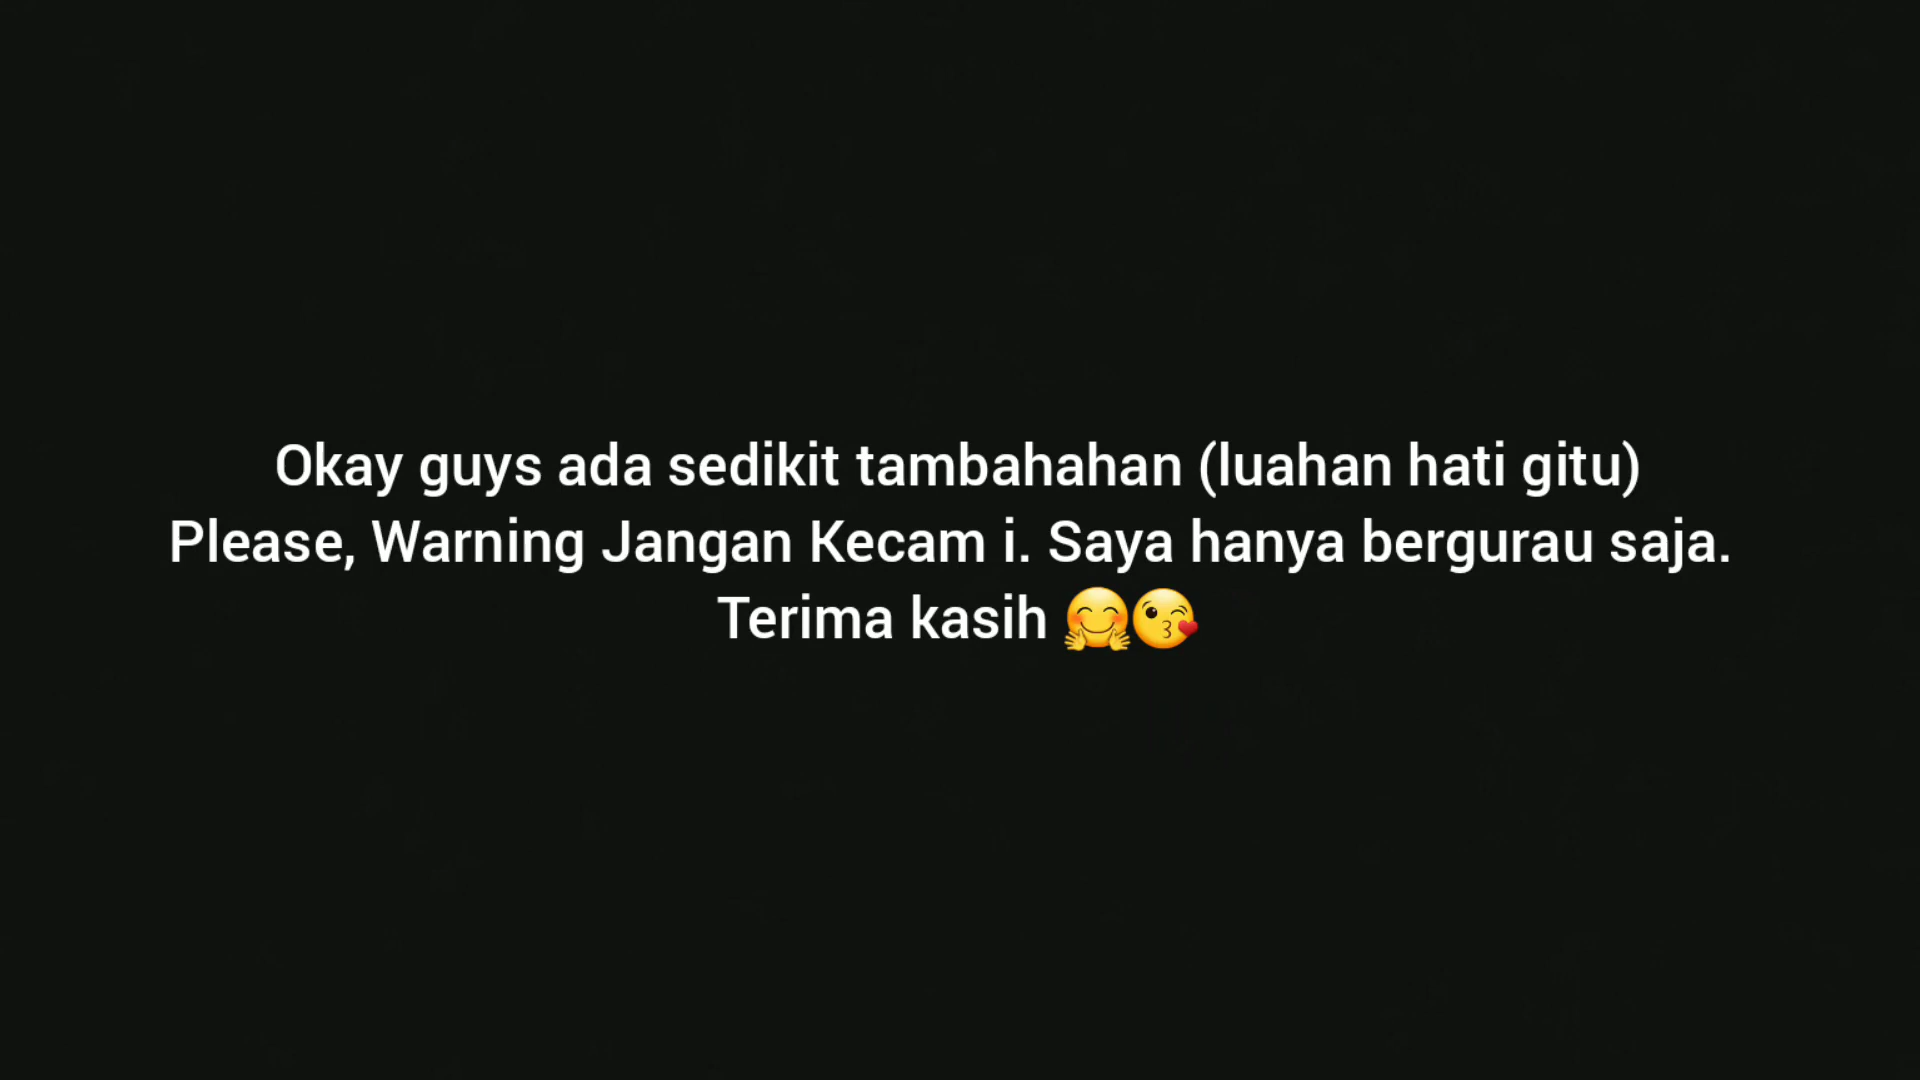 Okay guys ada sedikit tambahahan (luahan hati gitu)
Please, Warning Jangan Kecam i. Saya hanya bergurau saja.
Terima kasih 🤗😘